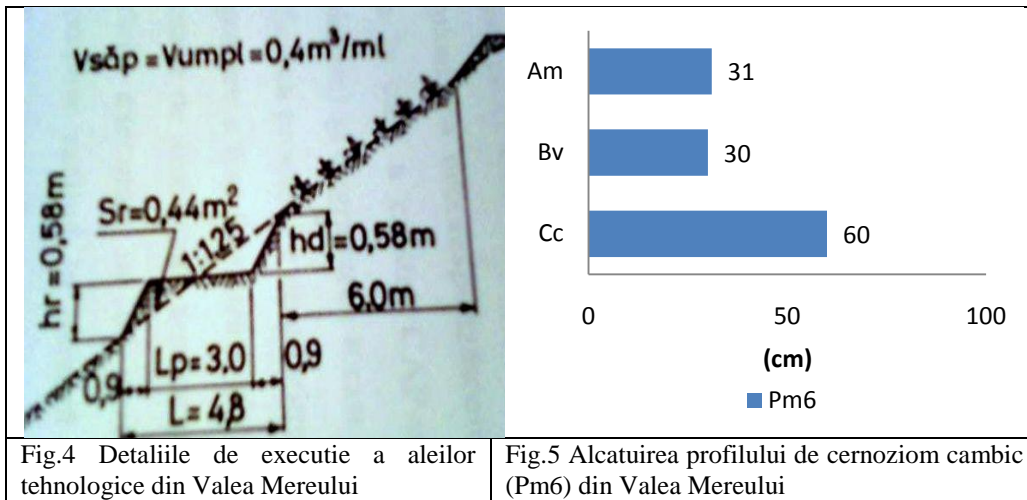 Vsăp = Vumpl = 0,4m³/ml
Sr=0,44m²
1:1.25
hr = 0,58m
hd = 0,58m
6,0m
0,9
Lp = 3,0
0,9
L = 4,8
Am
31
Bv
30
Cc
60
0
50
100
(cm)
Pm6
Fig.4 Detaliile de executie a aleilor
tehnologice din Valea Mereului
Fig.5 Alcatuirea profilului de cernoziom cambic
(Pm6) din Valea Mereului